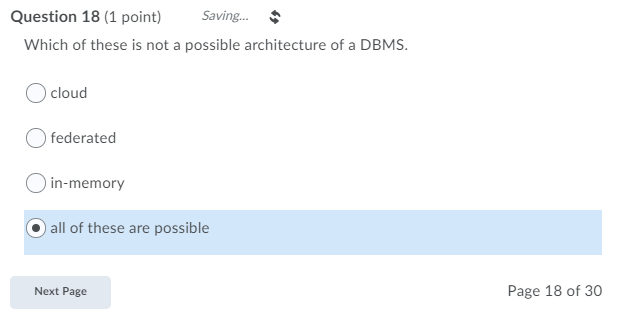 Question 18 (1 point) Saving...
Which of these is not a possible architecture of a DBMS.
cloud
federated
in-memory
all of these are possible
Next Page Page 18 of 30